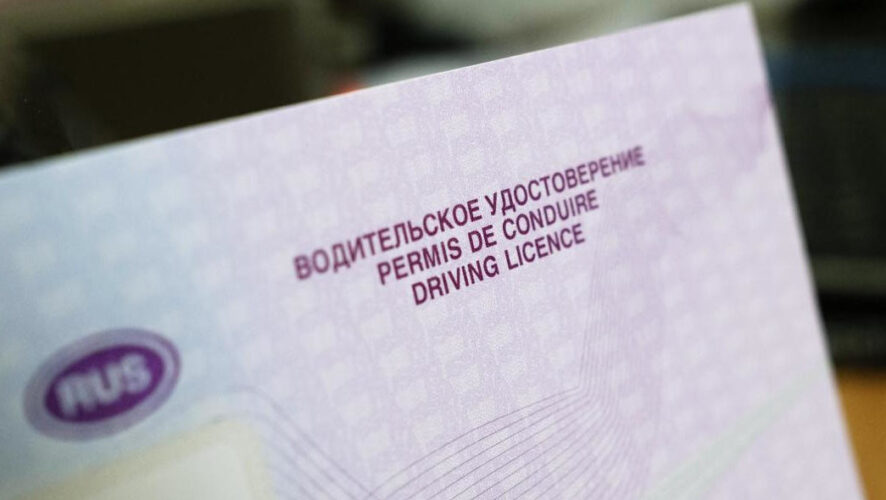 ВОДИТЕЛЬСКОЕ УДОСТОВЕРЕНИЕ
PERMIS DE CONDUIRE
DRIVING LICENCE
RUS